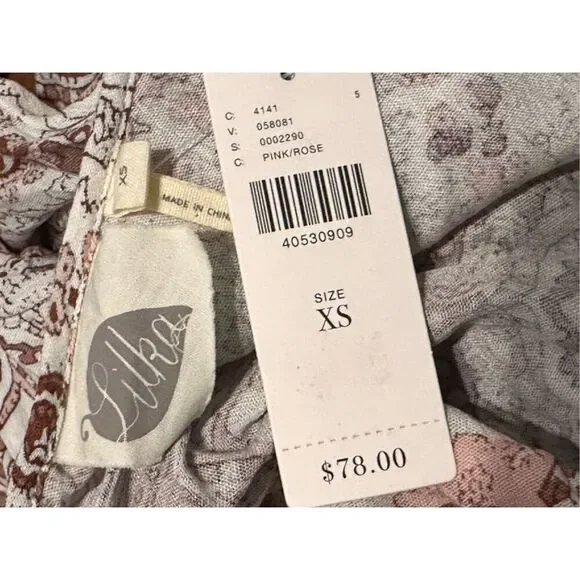 C: 4141 5
V: 058081
S: 0002290
C: PINK/ROSE
40530909
SIZE
XS
$78.00
XS
MADE IN CHINA
Lilka